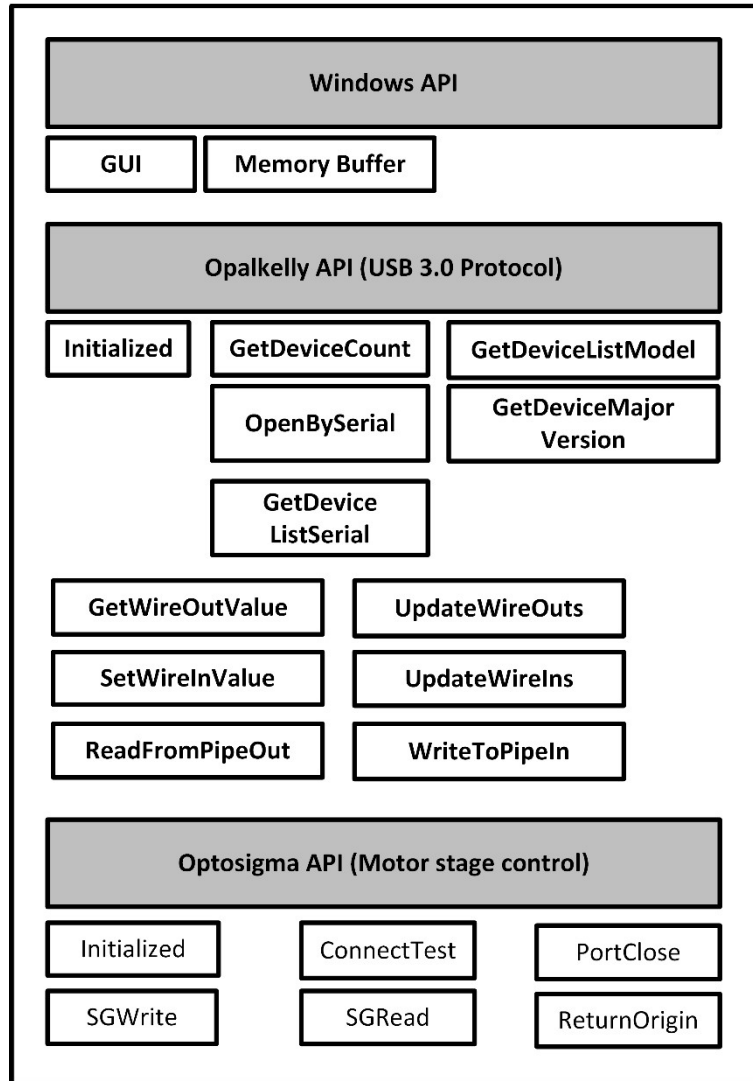 Windows API
GUI
Memory Buffer
Opalkelly API (USB 3.0 Protocol)
Initialized
GetDeviceCount
GetDeviceListModel
OpenBySerial
GetDeviceMajor
Version
GetDevice
ListSerial
GetWireOutValue
UpdateWireOuts
SetWireInValue
UpdateWireIns
ReadFromPipeOut
WriteToPipeIn
Optosigma API (Motor stage control)
Initialized
ConnectTest
PortClose
SGWrite
SGRead
ReturnOrigin